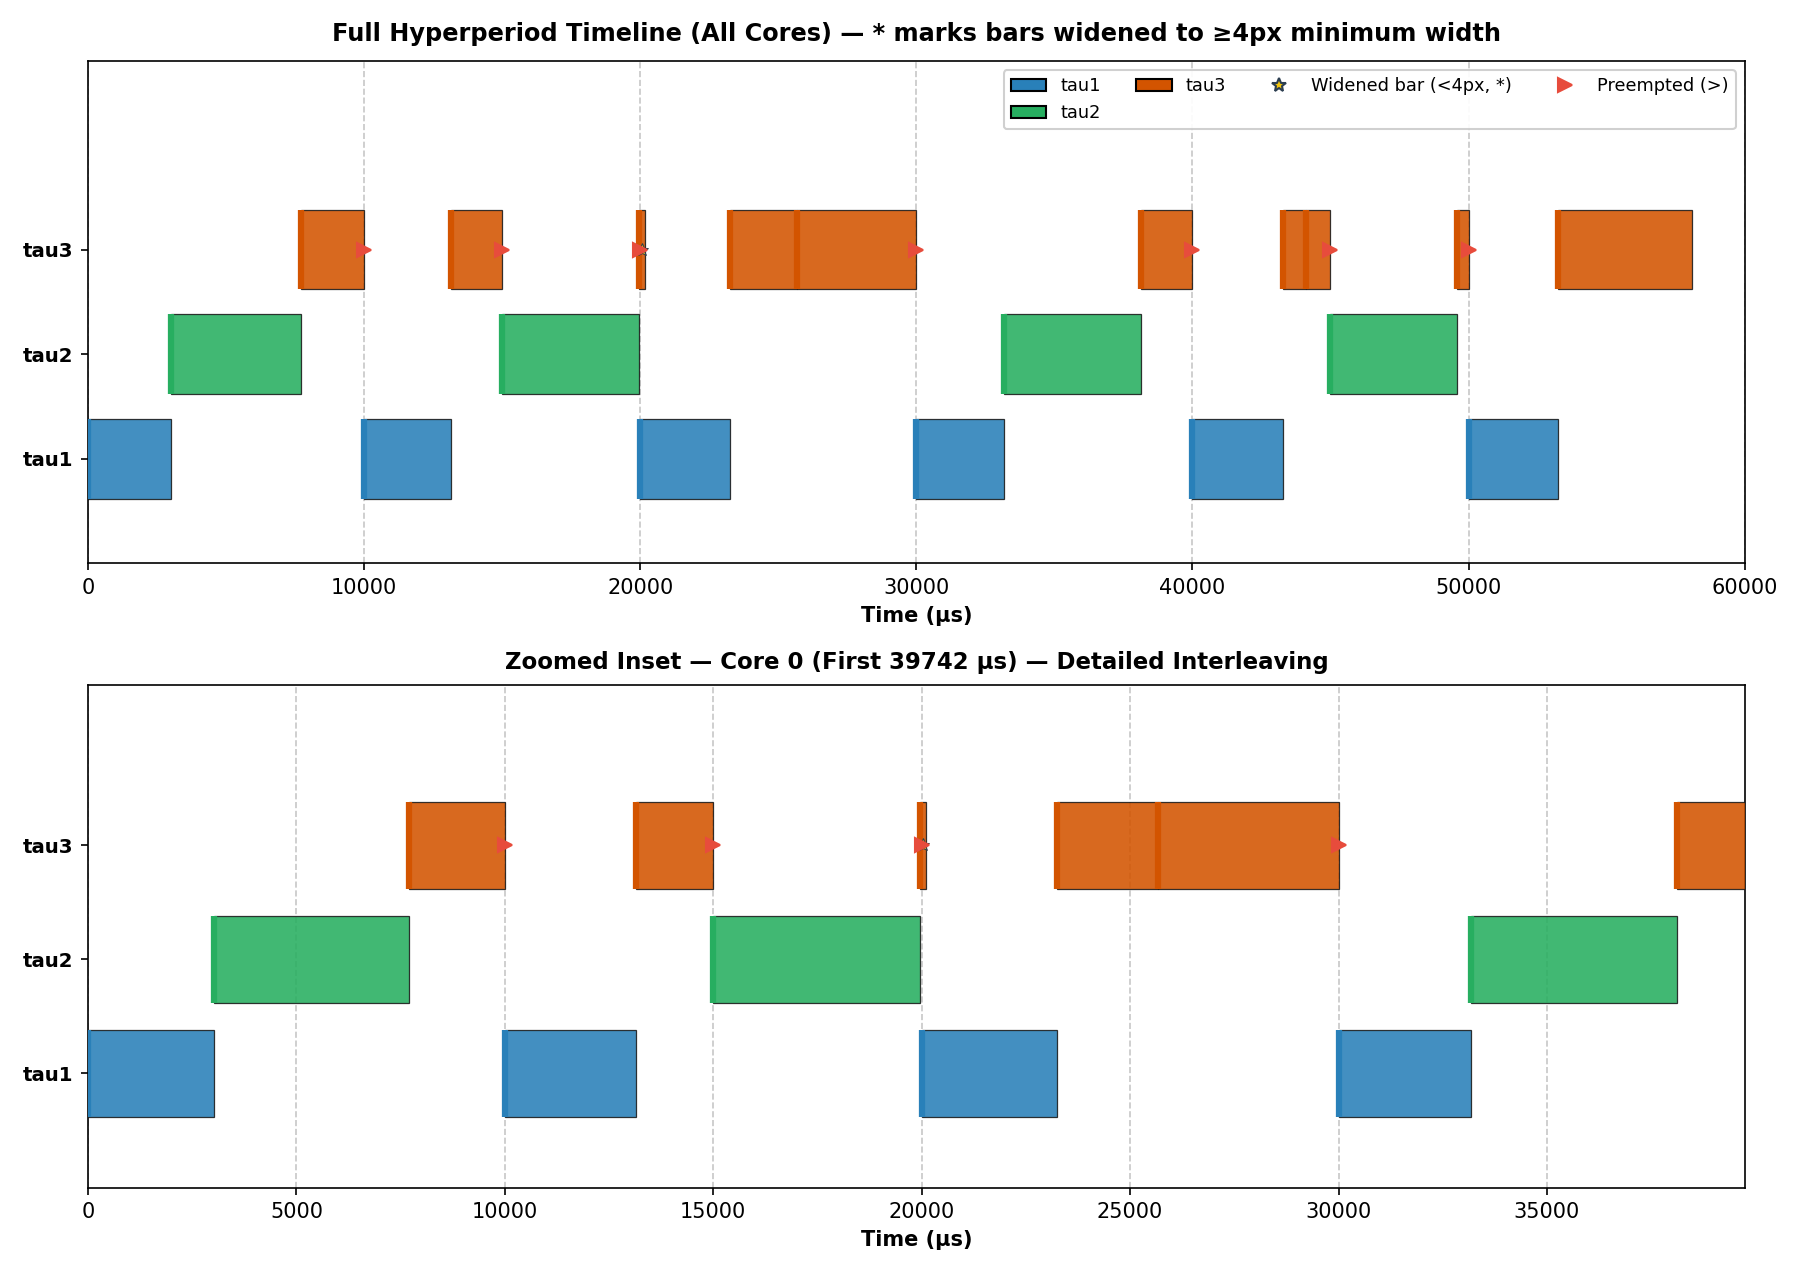 Full Hyperperiod Timeline (All Cores) — * marks bars widened to ≥4px minimum width
tau1 tau3 Widened bar (<4px, *) Preempted (>)
tau2
tau3
tau2
tau1
0 10000 20000 30000 40000 50000 60000
Time (µs)
Zoomed Inset — Core 0 (First 39742 µs) — Detailed Interleaving
tau3
tau2
tau1
0 5000 10000 15000 20000 25000 30000 35000
Time (µs)